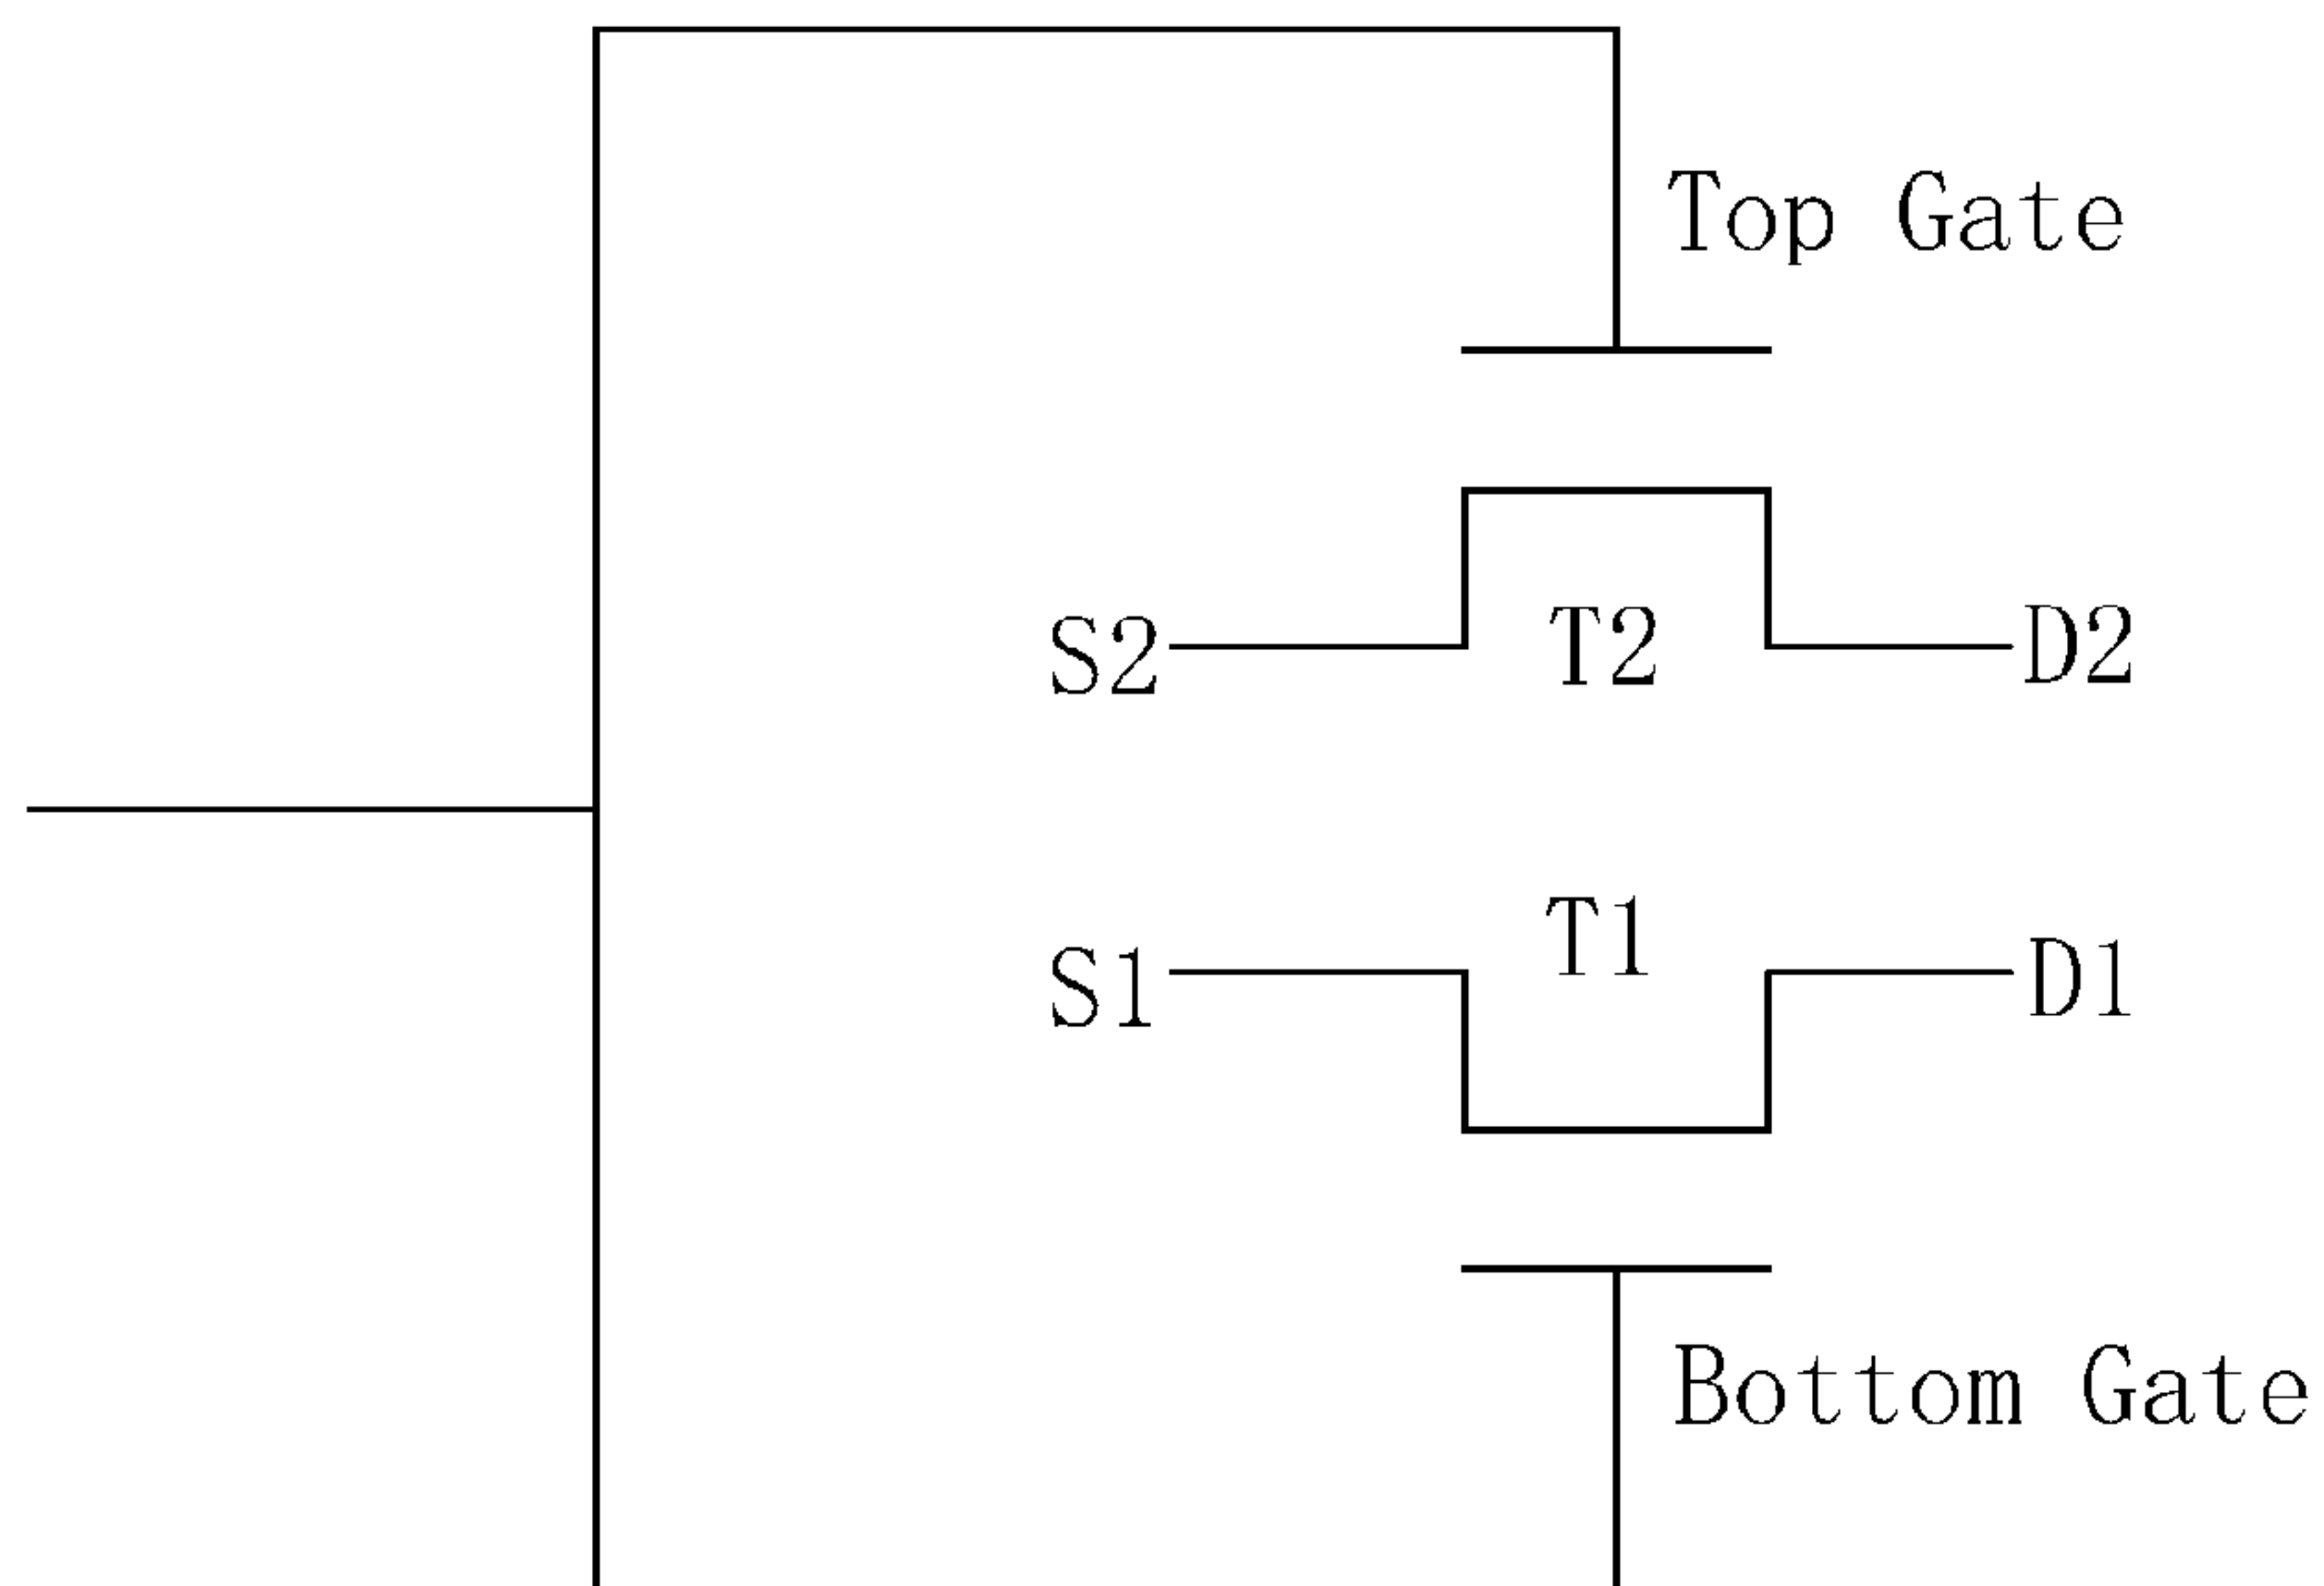 Top Gate
S2
T2
D2
T1
S1
D1
Bottom Gate